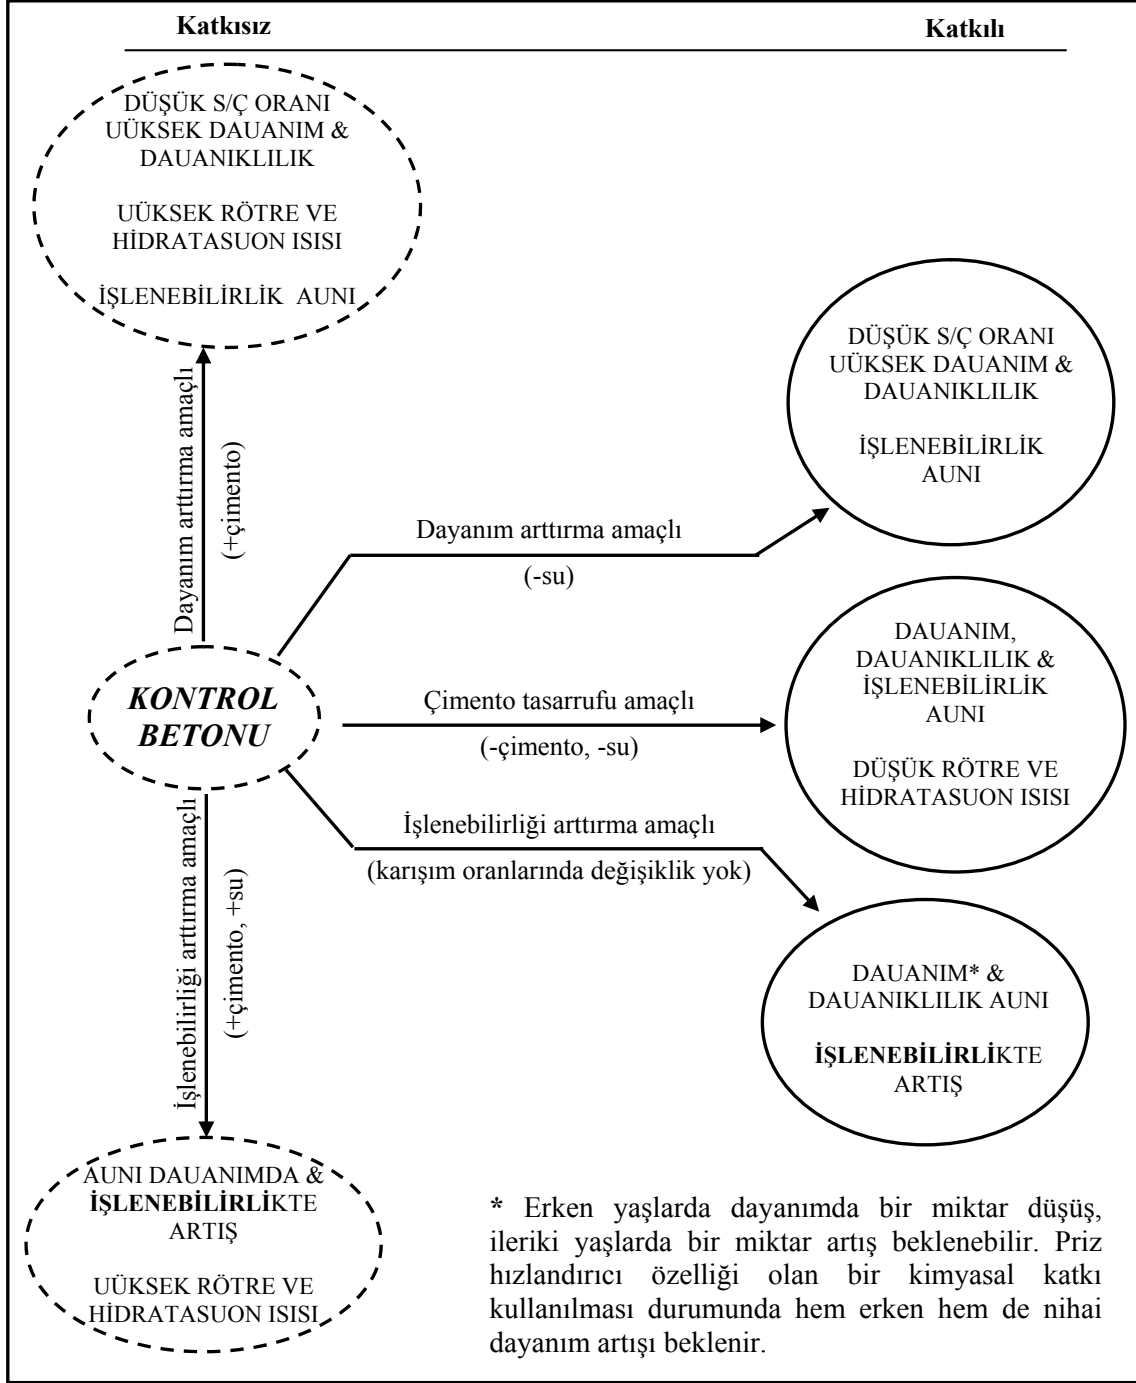 Katkısız
Katkılı
DÜŞÜK S/Ç ORANI
UÜKSEK DAUANIM &
DAUANIKLILIK
UÜKSEK RÖTRE VE
HİDRATASUON ISISI
İŞLENEBİLİRLİK AUNI
Dayanım arttırma amaçlı
(+çimento)
DÜŞÜK S/Ç ORANI
UÜKSEK DAUANIM &
DAUANIKLILIK
İŞLENEBİLİRLİK
AUNI
Dayanım arttırma amaçlı
(-su)
KONTROL
BETONU
Çimento tasarrufu amaçlı
(-çimento, -su)
DAUANIM,
DAUANIKLILIK &
İŞLENEBİLİRLİK
AUNI
DÜŞÜK RÖTRE VE
HİDRATASUON ISISI
İşlenebilirliği arttırma amaçlı
(karışım oranlarında değişiklik yok)
DAUANIM* &
DAUANIKLILIK AUNI
İŞLENEBİLİRLİKTE
ARTIŞ
İşlenebilirliği arttırma amaçlı
(+çimento, +su)
AUNI DAUANIMDA &
İŞLENEBİLİRLİKTE
ARTIŞ
UÜKSEK RÖTRE VE
HİDRATASUON ISISI
* Erken yaşlarda dayanımda bir miktar düşüş,
ileriki yaşlarda bir miktar artış beklenebilir. Priz
hızlandırıcı özelliği olan bir kimyasal katkı
kullanılması durumunda hem erken hem de nihai
dayanım artışı beklenir.